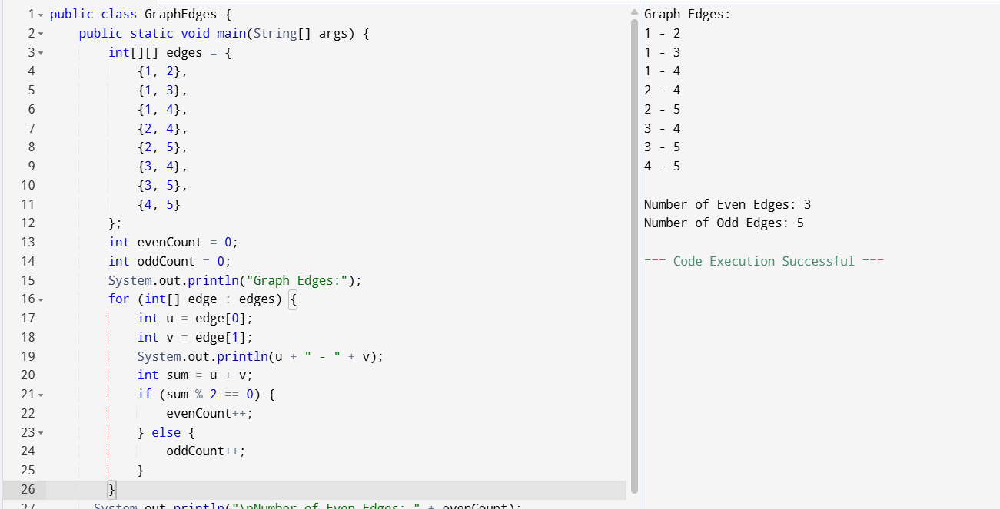 1 public class GraphEdges {
2     public static void main(String[] args) {
3         int[][] edges = {
4             {1, 2},
5             {1, 3},
6             {1, 4},
7             {2, 4},
8             {2, 5},
9             {3, 4},
10             {3, 5},
11             {4, 5}
12         };
13         int evenCount = 0;
14         int oddCount = 0;
15         System.out.println("Graph Edges:");
16         for (int[] edge : edges) {
17             int u = edge[0];
18             int v = edge[1];
19             System.out.println(u + " - " + v);
20             int sum = u + v;
21             if (sum % 2 == 0) {
22                 evenCount++;
23             } else {
24                 oddCount++;
25             }
26         }
27       System.out.println("\nNumber of Even Edges: " + evenCount);
Graph Edges:
1 - 2
1 - 3
1 - 4
2 - 4
2 - 5
3 - 4
3 - 5
4 - 5

Number of Even Edges: 3
Number of Odd Edges: 5

=== Code Execution Successful ===